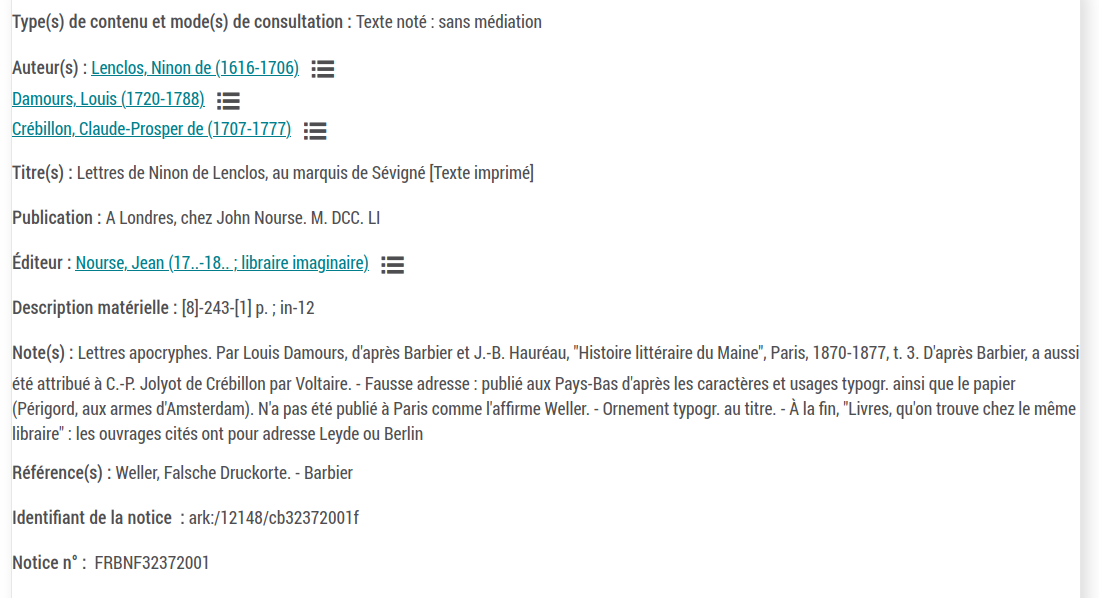 Type(s) de contenu et mode(s) de consultation : Texte noté : sans médiation
Auteur(s) : Lenclos, Ninon de (1616-1706)
Damours, Louis (1720-1788)
Crébillon, Claude-Prosper de (1707-1777)
Titre(s) : Lettres de Ninon de Lenclos, au marquis de Sévigné [Texte imprimé]
Publication : A Londres, chez John Nourse. M. DCC. LI
Éditeur : Nourse, Jean (17..-18.. ; libraire imaginaire)
Description matérielle : [8]-243-[1] p. ; in-12
Note(s) : Lettres apocryphes. Par Louis Damours, d'après Barbier et J.-B. Hauréau, "Histoire littéraire du Maine", Paris, 1870-1877, t. 3. D'après Barbier, a aussi
été attribué à C.-P. Jolyot de Crébillon par Voltaire. - Fausse adresse : publié aux Pays-Bas d'après les caractères et usages typogr. ainsi que le papier
(Périgord, aux armes d'Amsterdam). N'a pas été publié à Paris comme l'affirme Weller. - Ornement typogr. au titre. - À la fin, "Livres, qu'on trouve chez le même
libraire" : les ouvrages cités ont pour adresse Leyde ou Berlin
Référence(s) : Weller, Falsche Druckorte. - Barbier
Identifiant de la notice : ark:/12148/cb32372001f
Notice n° : FRBNF32372001